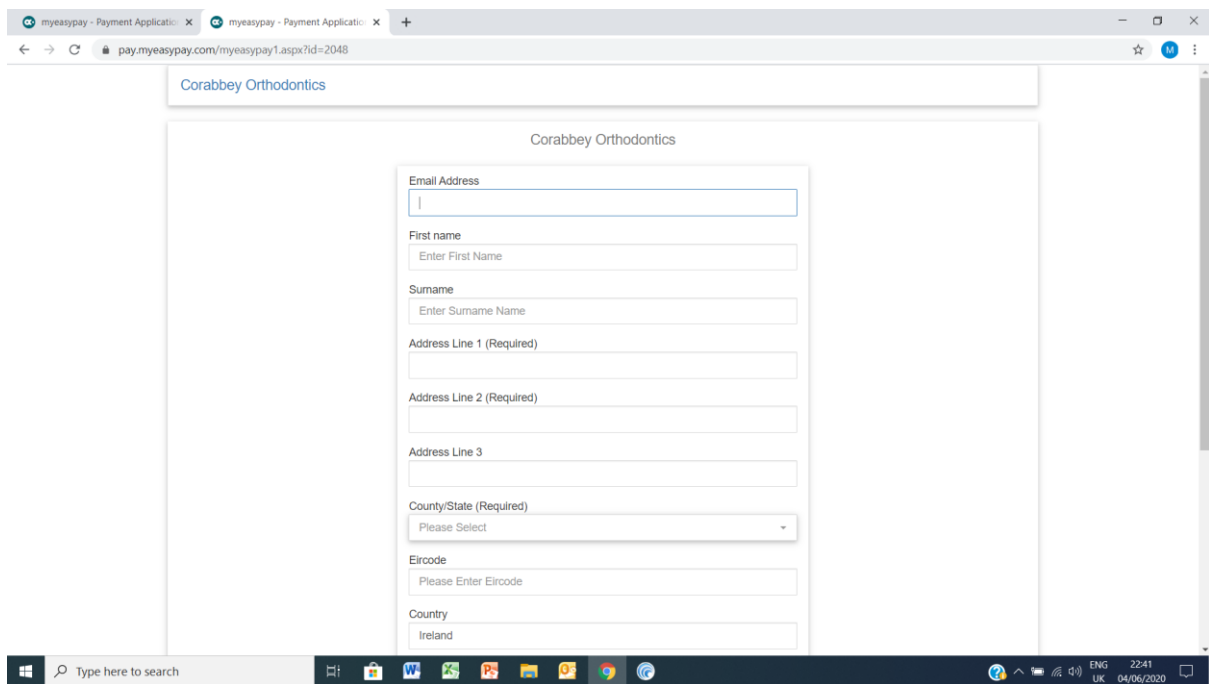 myeasypay - Payment Applicatio
myeasypay - Payment Applicatio
pay.myeasypay.com/myeasypay1.aspx?id=2048
M
Corabbey Orthodontics
Corabbey Orthodontics
Email Address
First name
Enter First Name
Surname
Enter Surname Name
Address Line 1 (Required)
Address Line 2 (Required)
Address Line 3
County/State (Required)
Please Select
Eircode
Please Enter Eircode
Country
Ireland
Type here to search
ENG
UK
22:41
04/06/2020